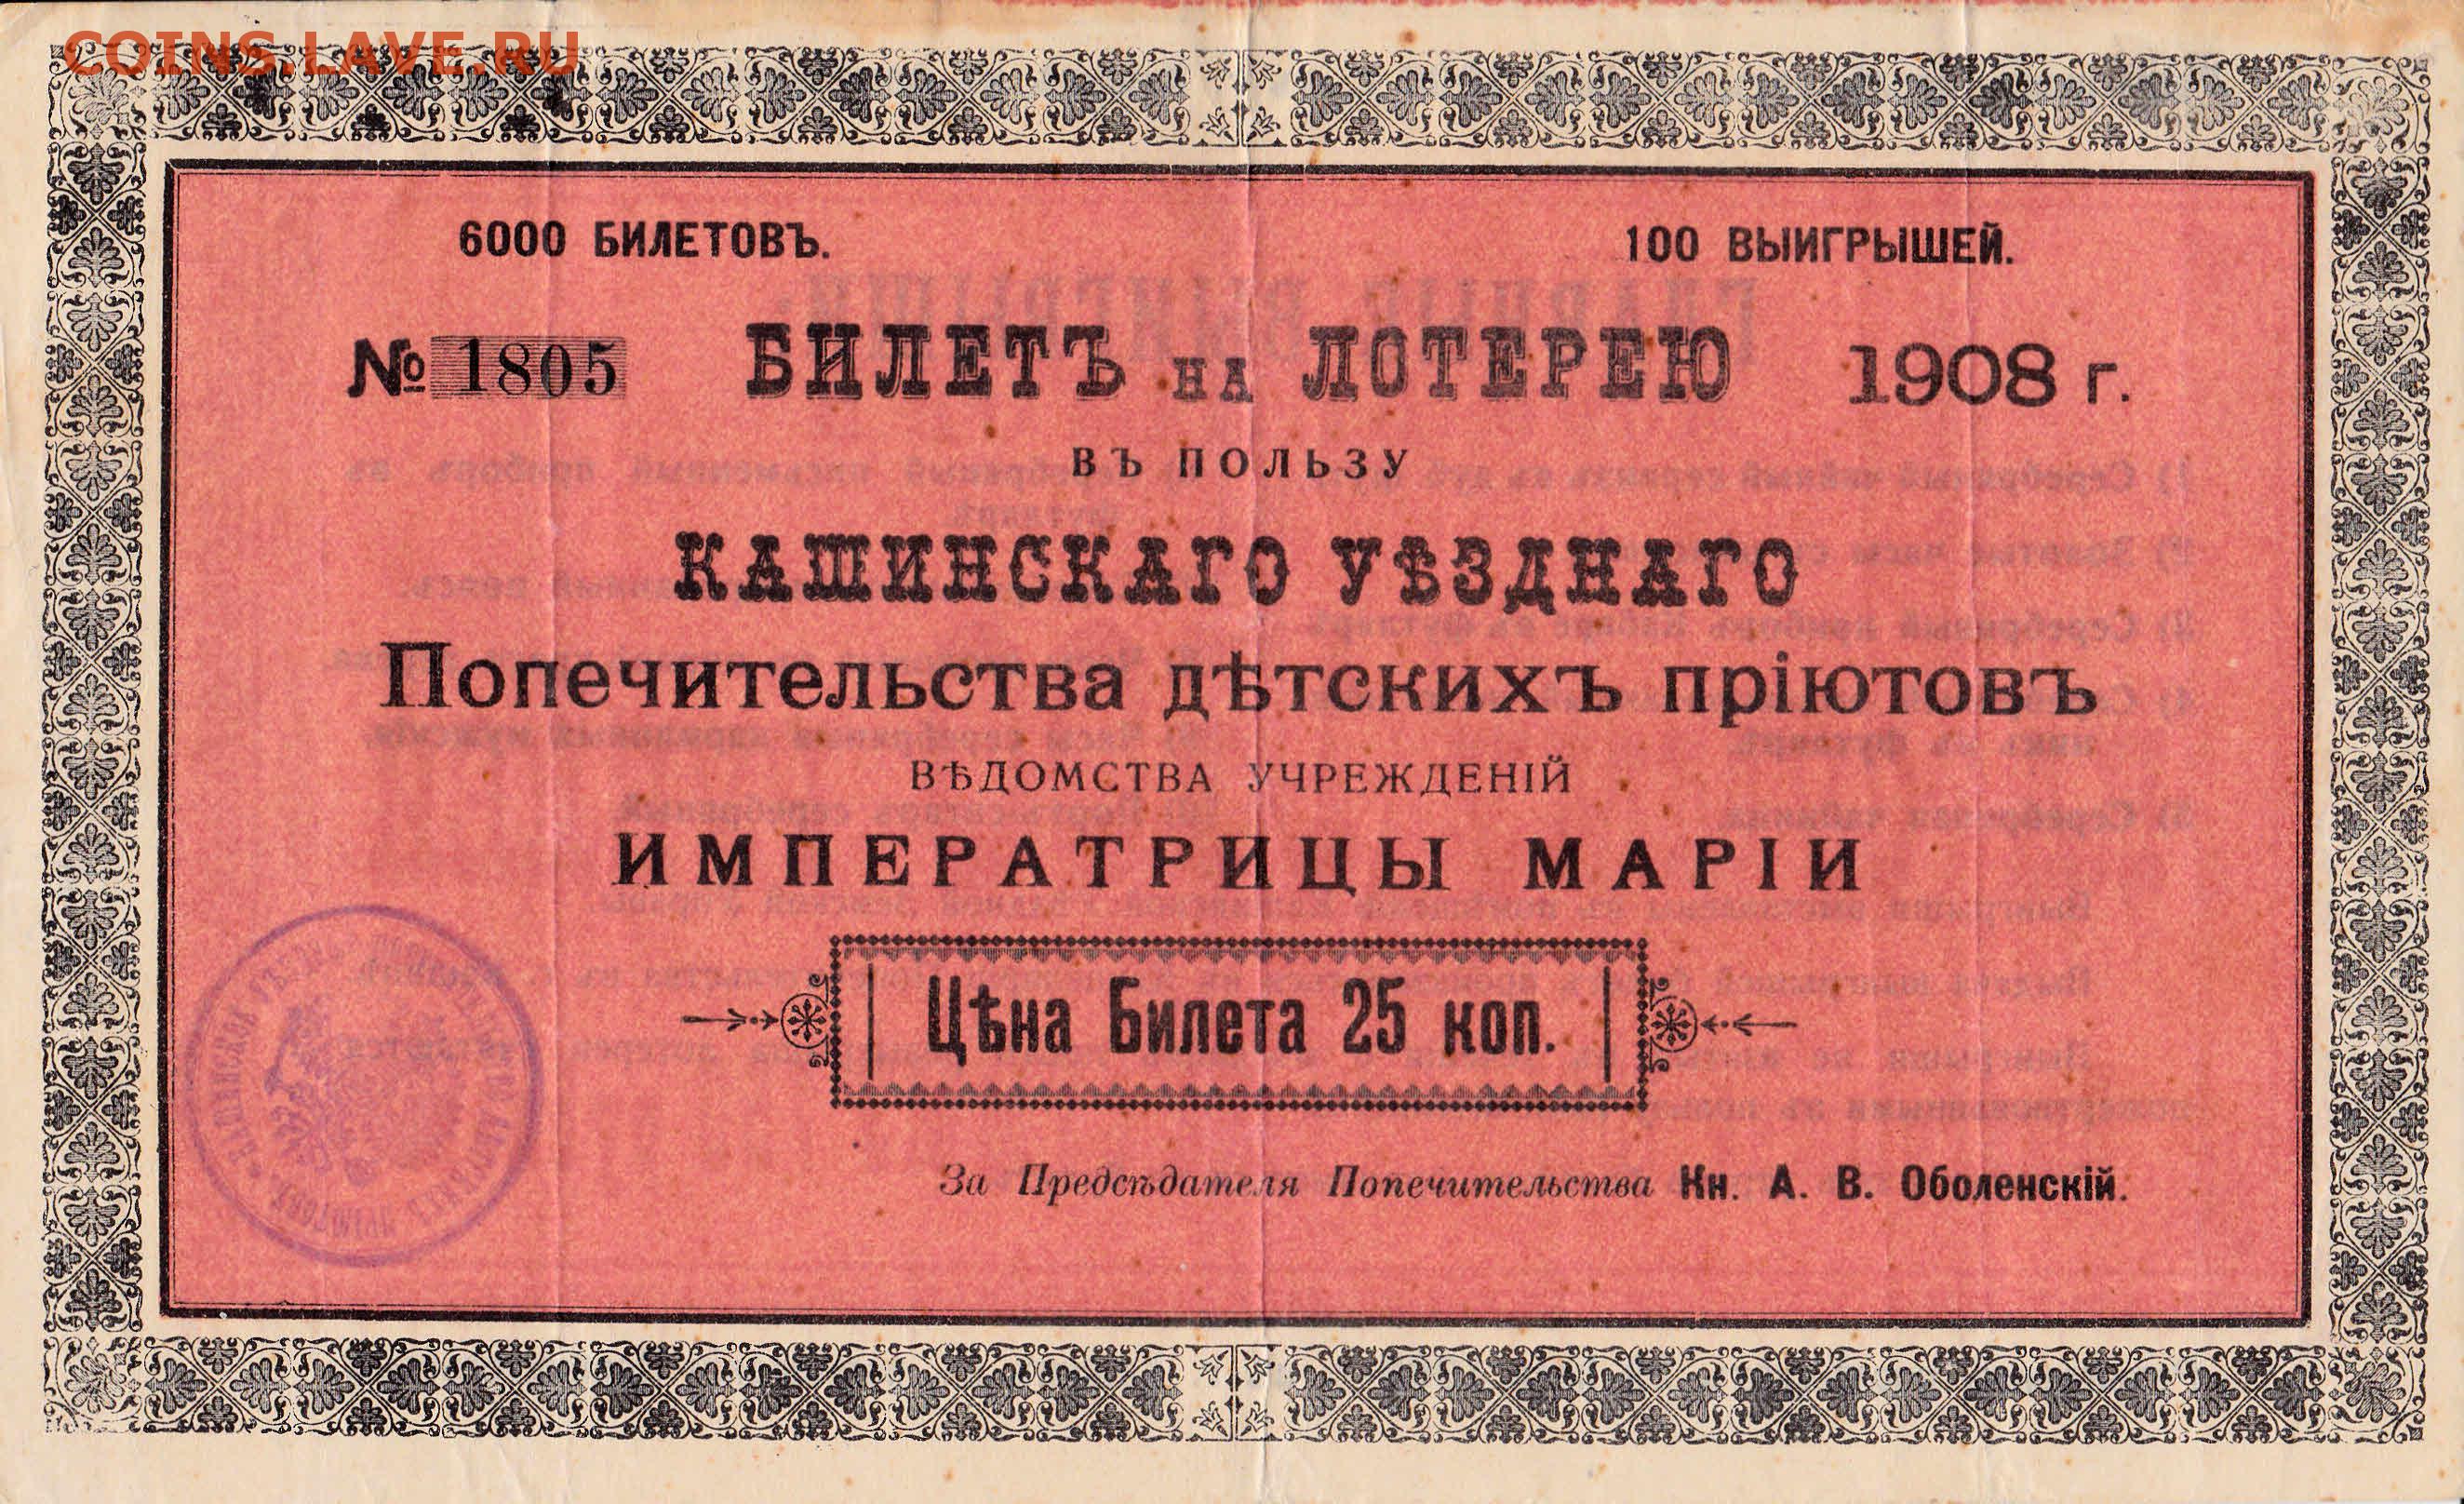 COINS.LAVE.RU
6000 БИЛЕТОВЪ.
100 ВЫИГРЫШЕЙ.
№ 1805 БИЛЕТЪ НА ЛОТЕРЕЮ 1908 г.
ВЪ ПОЛЬЗУ
КАШИНСКАГО УѢЗДНАГО
Попечительства дѣтскихъ пріютовъ
ВѢДОМСТВА УЧРЕЖДЕНІЙ
ИМПЕРАТРИЦЫ МАРІИ
Цѣна Билета 25 коп.
За Предсѣдателя Попечительства Кн. А. В. Оболенскій.